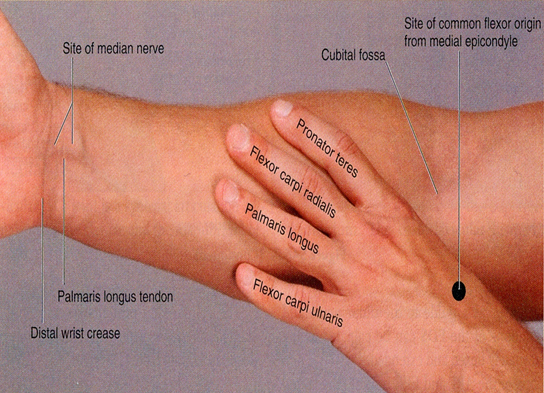 Site of common flexor origin
from medial epicondyle
Site of median nerve
Cubital fossa
Pronator teres
Flexor carpi radialis
Palmaris longus
Flexor carpi ulnaris
Palmaris longus tendon
Distal wrist crease